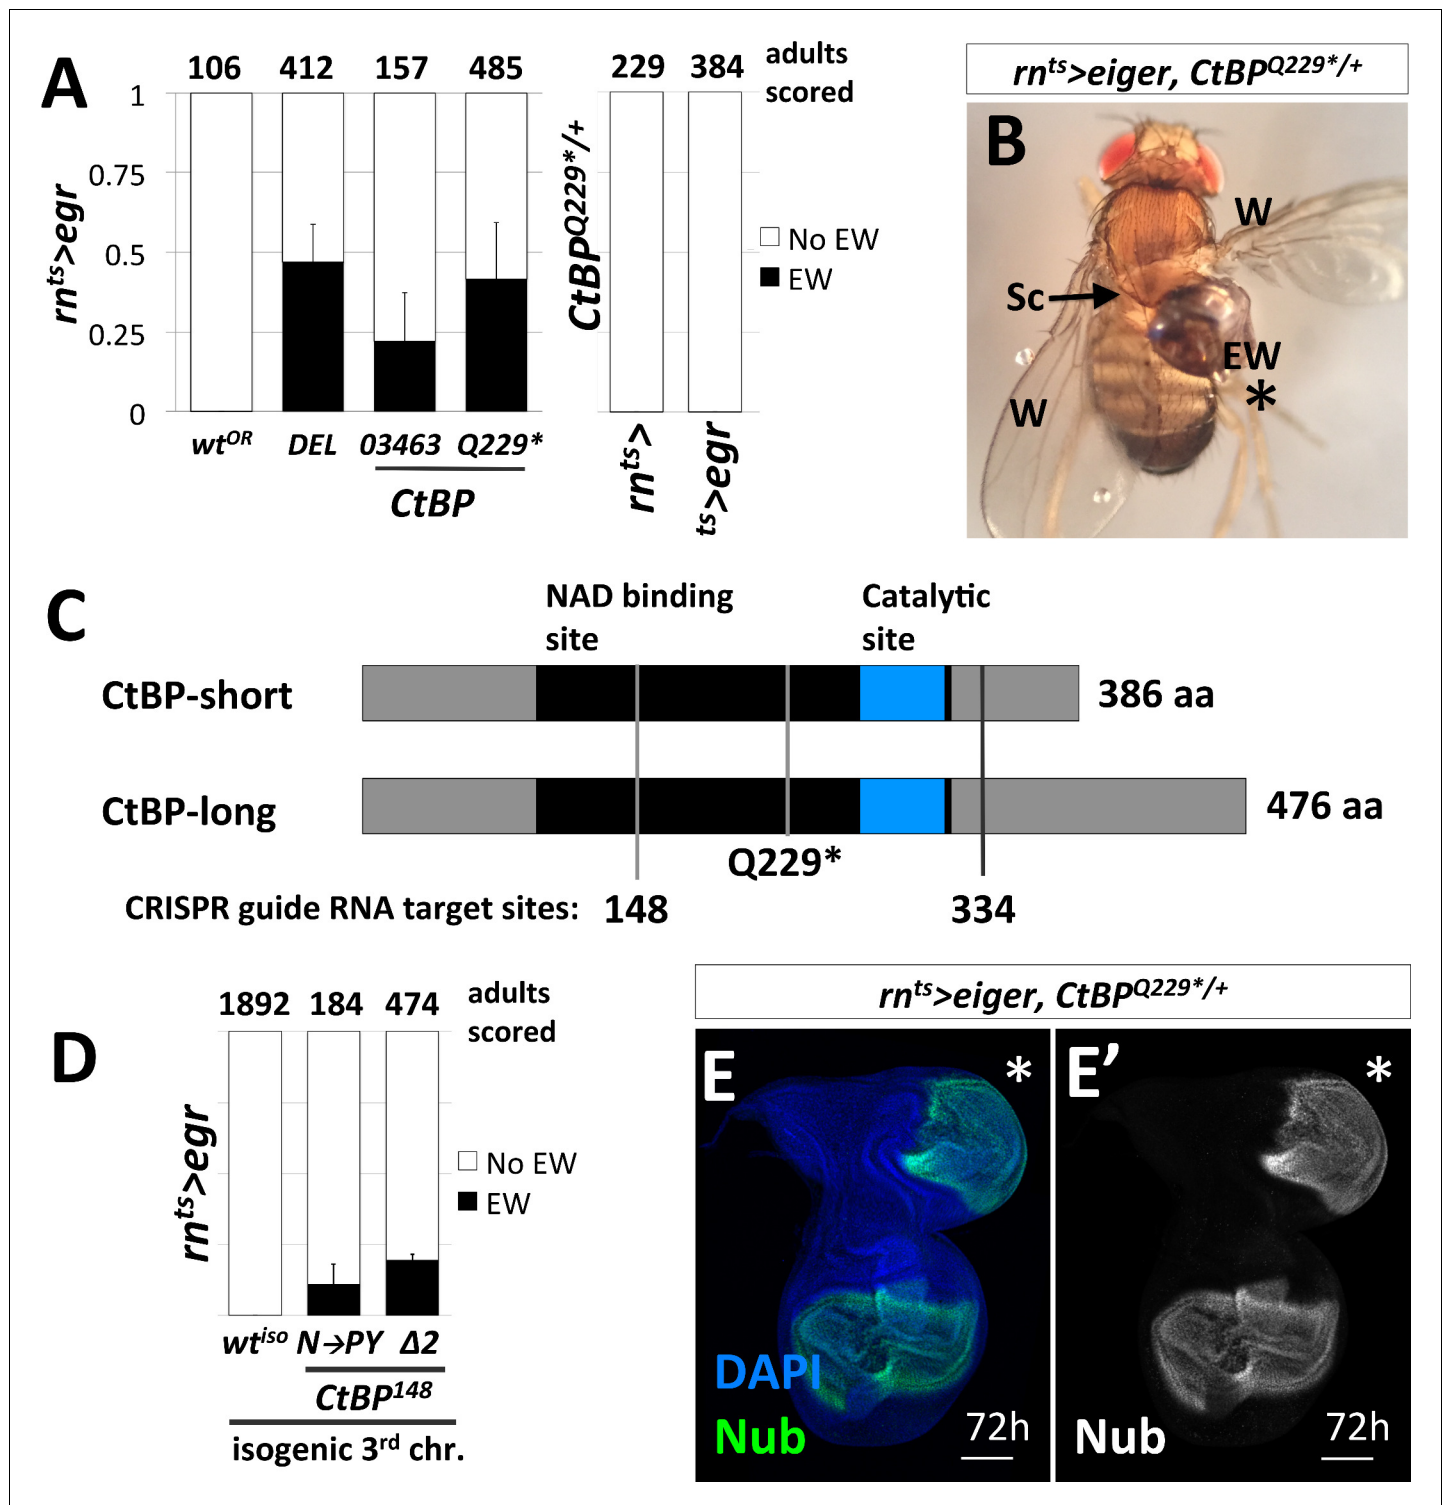 A
106 412 157 485
229 384 adults
scored
1
0.75
0.5
0.25
0
rnts>egr
wtOR DEL 03463 Q229*
CtBP
CtBPQ229*/+
rnts>
ts>egr
No EW
EW
rnts>eiger, CtBPQ229*/+
B
W
Sc
EW
*
W
C
NAD binding
site
Catalytic
site
CtBP-short
386 aa
CtBP-long
476 aa
Q229*
CRISPR guide RNA target sites: 148 334
D
1892 184 474 adults
scored
rnts>egr
No EW
EW
wtiso N→PY Δ2
CtBP148
isogenic 3rd chr.
rnts>eiger, CtBPQ229*/+
E *
DAPI
Nub
72h
E’ *
Nub
72h